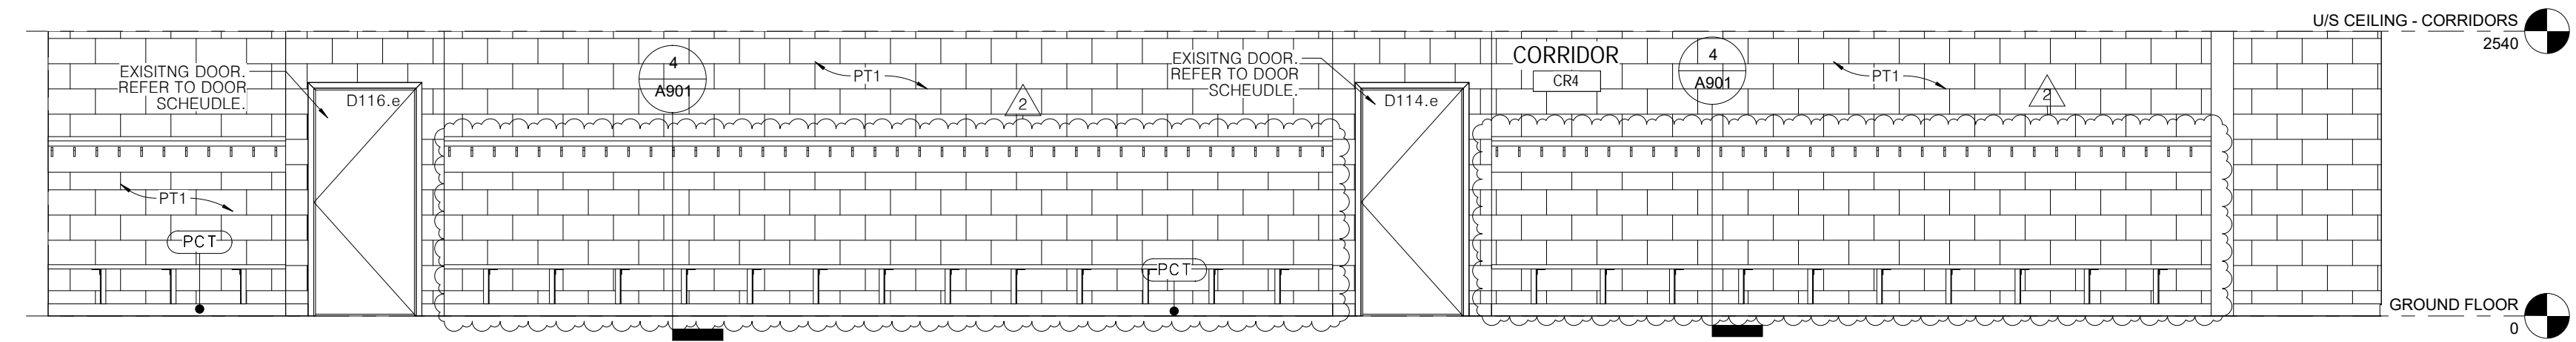 U/S CEILING - CORRIDORS
2540
EXISITNG DOOR.
REFER TO DOOR
SCHEUDLE.
D116.e
4
A901
PT1
2
EXISITNG DOOR.
REFER TO DOOR
SCHEUDLE.
D114.e
CORRIDOR
CR4
4
A901
PT1
2
PT1
PCT
PCT
GROUND FLOOR
0